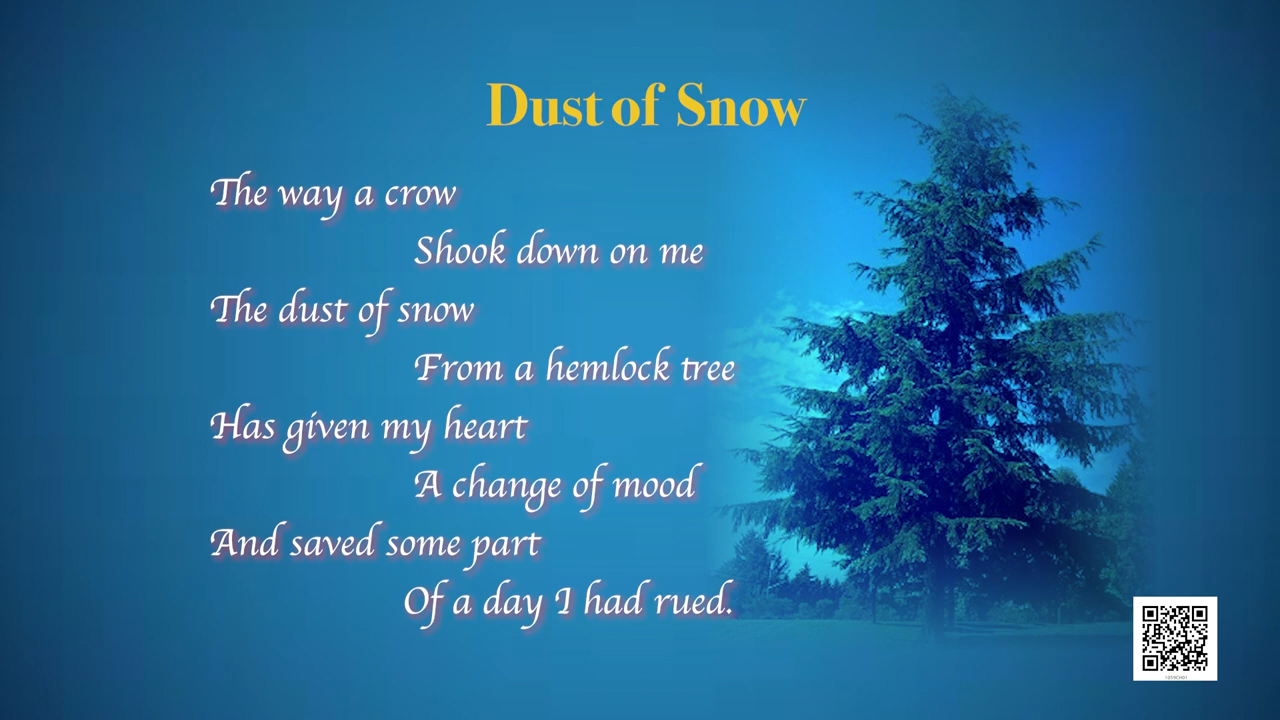 Dust of Snow
The way a crow
Shook down on me
The dust of snow
From a hemlock tree
Has given my heart
A change of mood
And saved some part
Of a day I had rued.
1059CH01